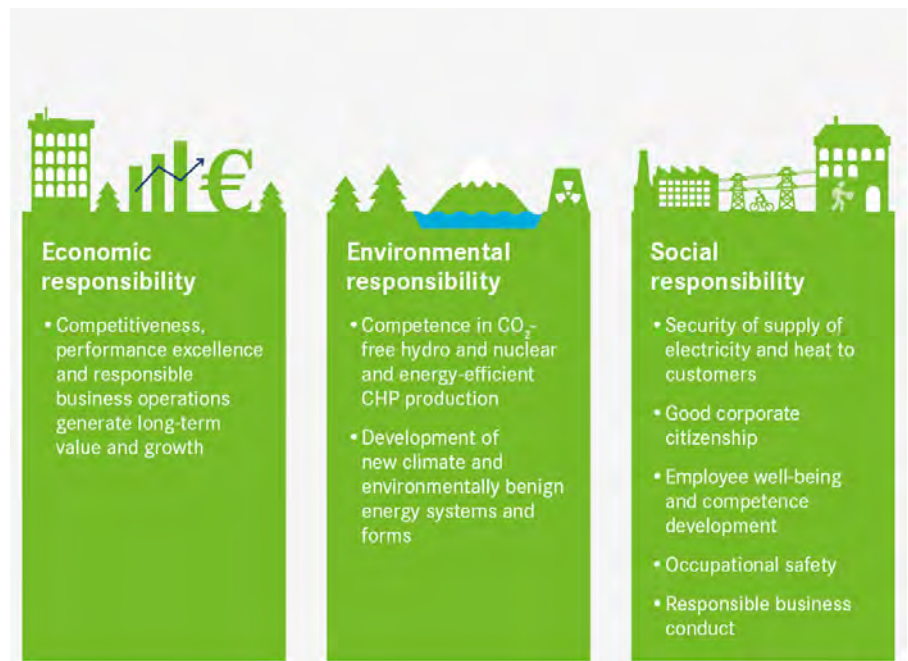 €
Economic
responsibility
• Competitiveness,
performance excellence
and responsible
business operations
generate long-term
value and growth
Environmental
responsibility
• Competence in CO₂-
free hydro and nuclear
and energy-efficient
CHP production
• Development of
new climate and
environmentally benign
energy systems and
forms
Social
responsibility
• Security of supply of
electricity and heat to
customers
• Good corporate
citizenship
• Employee well-being
and competence
development
• Occupational safety
• Responsible business
conduct